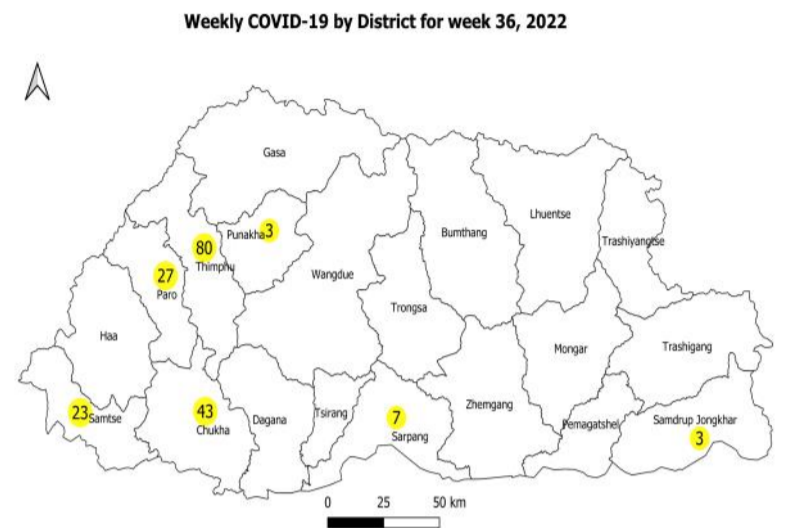 Weekly COVID-19 by District for week 36, 2022
Gasa
Lhuentse
Punakha 3
Bumthang
Trashiyangtse
80
Thimphu
Wangdue
27
Paro
Trongsa
Haa
Mongar
Trashigang
Zhemgang
23 Samtse
43
Chukha
Dagana
Tsirang
7
Sarpang
Pemagatshel
Samdrup Jongkhar
3
0 25 50 km